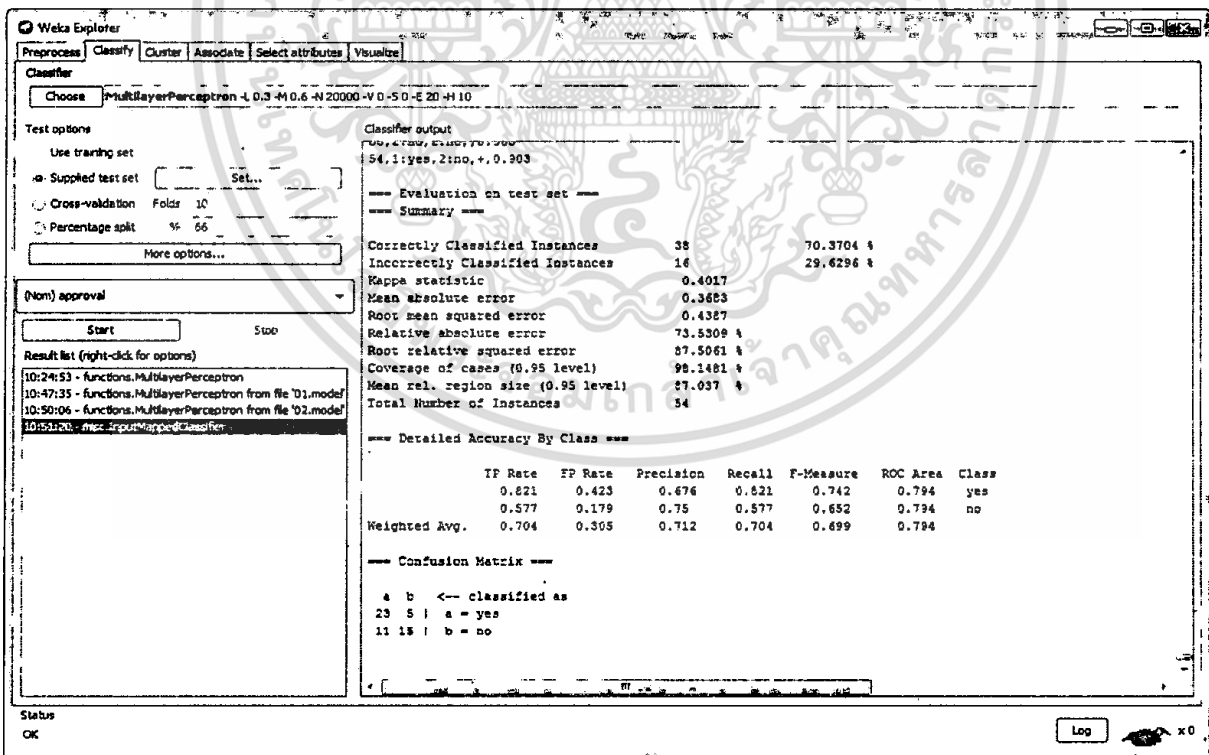 Weka Explorer
Preprocess Classify Cluster Associate Select attributes Visualize
Classifier
Choose MultilayerPerceptron -L 0.3 -M 0.6 -N 20000 -V 0 -S 0 -E 20 -H 10
Test options
Use training set
Supplied test set Set...
Cross-validation Folds 10
Percentage split % 66
More options...
(Nom) approval
Start Stop
Result list (right-click for options)
10:24:53 - functions.MultilayerPerceptron
10:47:35 - functions.MultilayerPerceptron from file '01.model'
10:50:06 - functions.MultilayerPerceptron from file '02.model'
10:51:20 - misc.InputMappedClassifier
Classifier output
54,1:yes,2:no,+,0.903
=== Evaluation on test set ===
=== Summary ===
Correctly Classified Instances 38 70.3704 %
Incorrectly Classified Instances 16 29.6296 %
Kappa statistic 0.4017
Mean absolute error 0.3683
Root mean squared error 0.4387
Relative absolute error 73.5309 %
Root relative squared error 87.5061 %
Coverage of cases (0.95 level) 98.1481 %
Mean rel. region size (0.95 level) 87.037 %
Total Number of Instances 54
=== Detailed Accuracy By Class ===
TP Rate FP Rate Precision Recall F-Measure ROC Area Class
0.821 0.423 0.676 0.821 0.742 0.794 yes
0.577 0.179 0.75 0.577 0.652 0.794 no
Weighted Avg. 0.704 0.305 0.712 0.704 0.699 0.794
=== Confusion Matrix ===
a b <-- classified as
23 5 | a = yes
11 15 | b = no
Status
OK
Log x 0